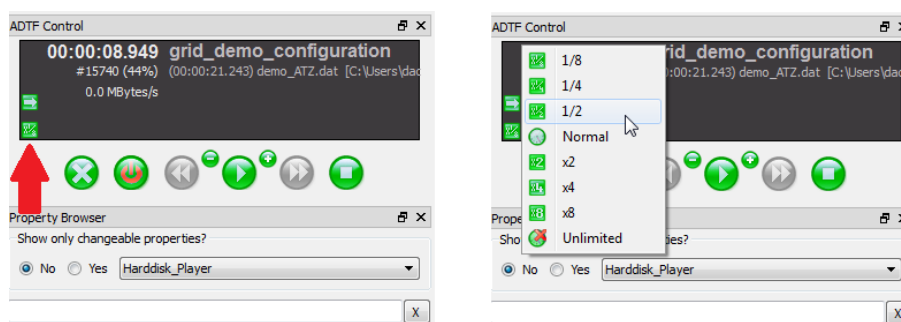 ADTF Control
00:00:08.949 grid_demo_configuration
#15740 (44%) (00:00:21.243) demo_ATZ.dat [C:\Users\dac
0.0 MBytes/s
Property Browser
Show only changeable properties?
No Yes Harddisk_Player
X
ADTF Control
rid_demo_configuration
:00:21.243) demo_ATZ.dat [C:\Users\da
1/8
1/4
1/2
Normal
x2
x4
x8
Unlimited
Prope
Sho
ies?
No Yes Harddisk_Player
X